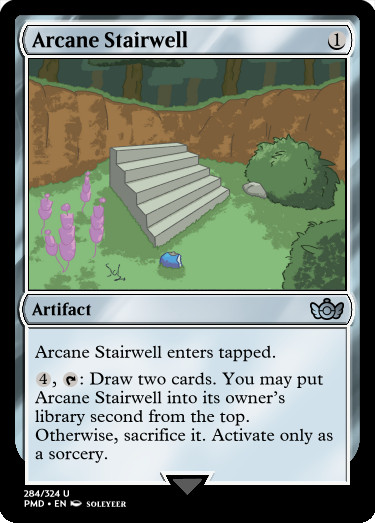 Arcane Stairwell 1
Artifact
Arcane Stairwell enters tapped.
4, : Draw two cards. You may put
Arcane Stairwell into its owner's
library second from the top.
Otherwise, sacrifice it. Activate only as
a sorcery.
284/324 U
PMD • EN SOLEYEER